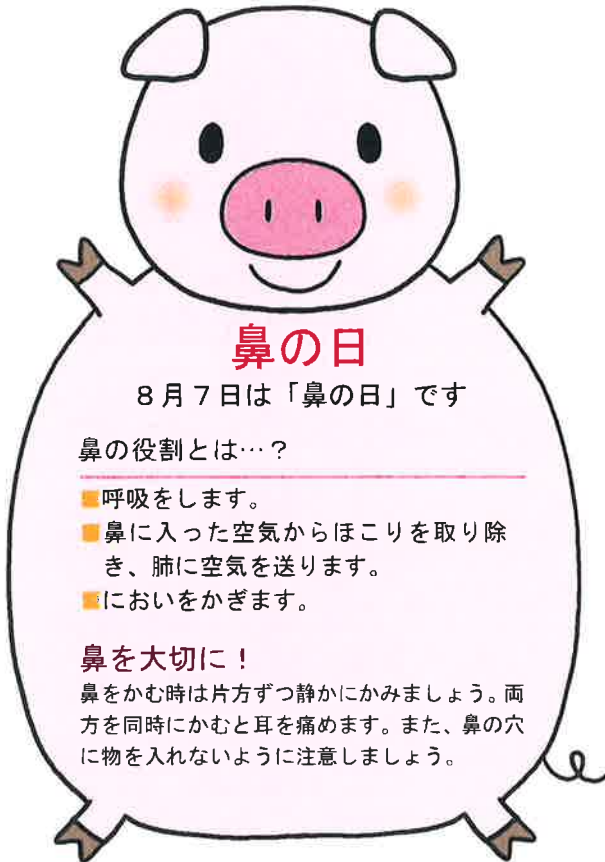 鼻の日
8月7日は「鼻の日」です
鼻の役割とは…?
■呼吸をします。
■鼻に入った空気からほこりを取り除
き、肺に空気を送ります。
■においをかぎます。
鼻を大切に！
鼻をかむ時は片方ずつ静かにかみましょう。両
方を同時にかむと耳を痛めます。また、鼻の穴
に物を入れないように注意しましょう。